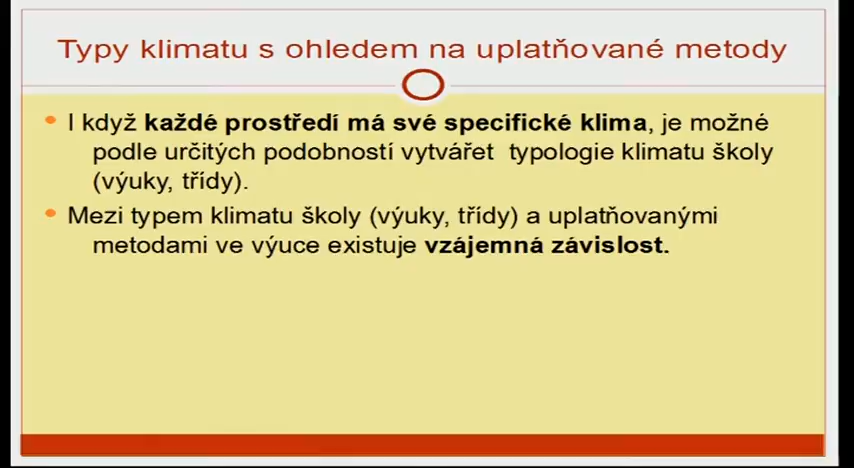 Typy klimatu s ohledem na uplatňované metody
I když každé prostředí má své specifické klima, je možné
podle určitých podobností vytvářet typologie klimatu školy
(výuky, třídy).
Mezi typem klimatu školy (výuky, třídy) a uplatňovanými
metodami ve výuce existuje vzájemná závislost.